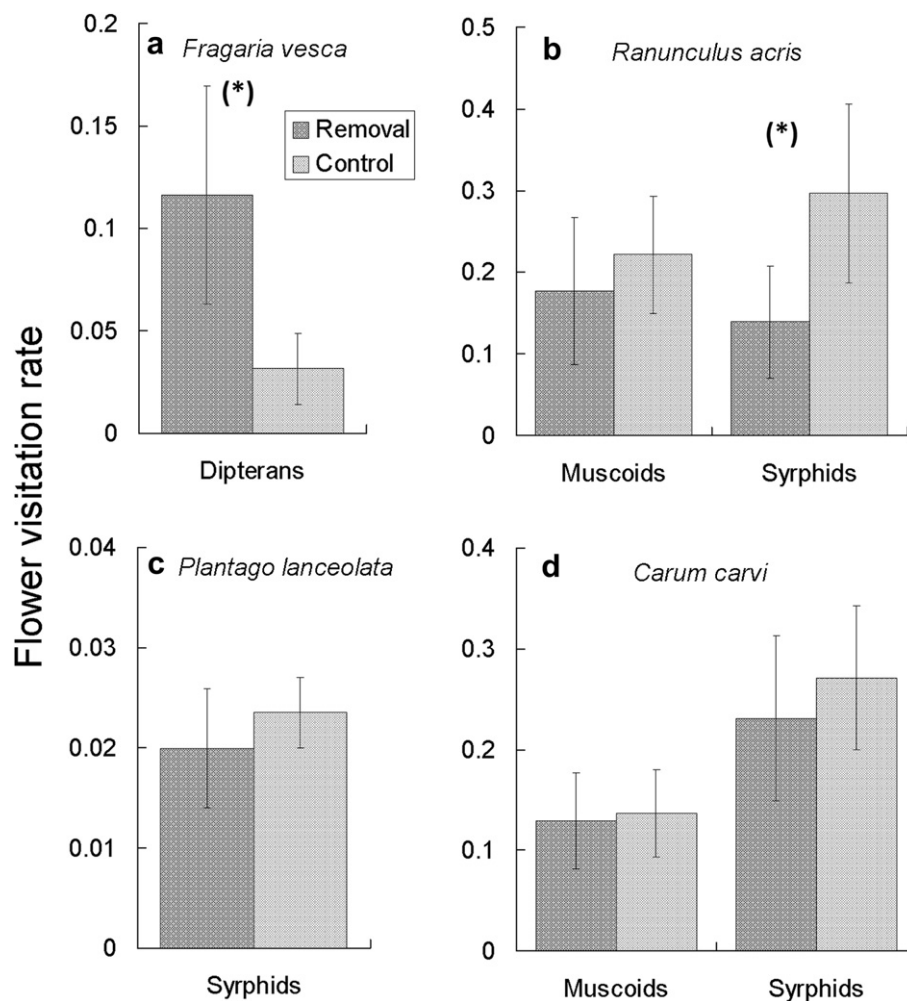 Flower visitation rate
a Fragaria vesca
(*)
Removal
Control
0.2
0.15
0.1
0.05
0
Dipterans
b Ranunculus acris
(*)
0.5
0.4
0.3
0.2
0.1
0
Muscoids Syrphids
c Plantago lanceolata
0.04
0.03
0.02
0.01
0
Syrphids
d Carum carvi
0.4
0.3
0.2
0.1
0
Muscoids Syrphids